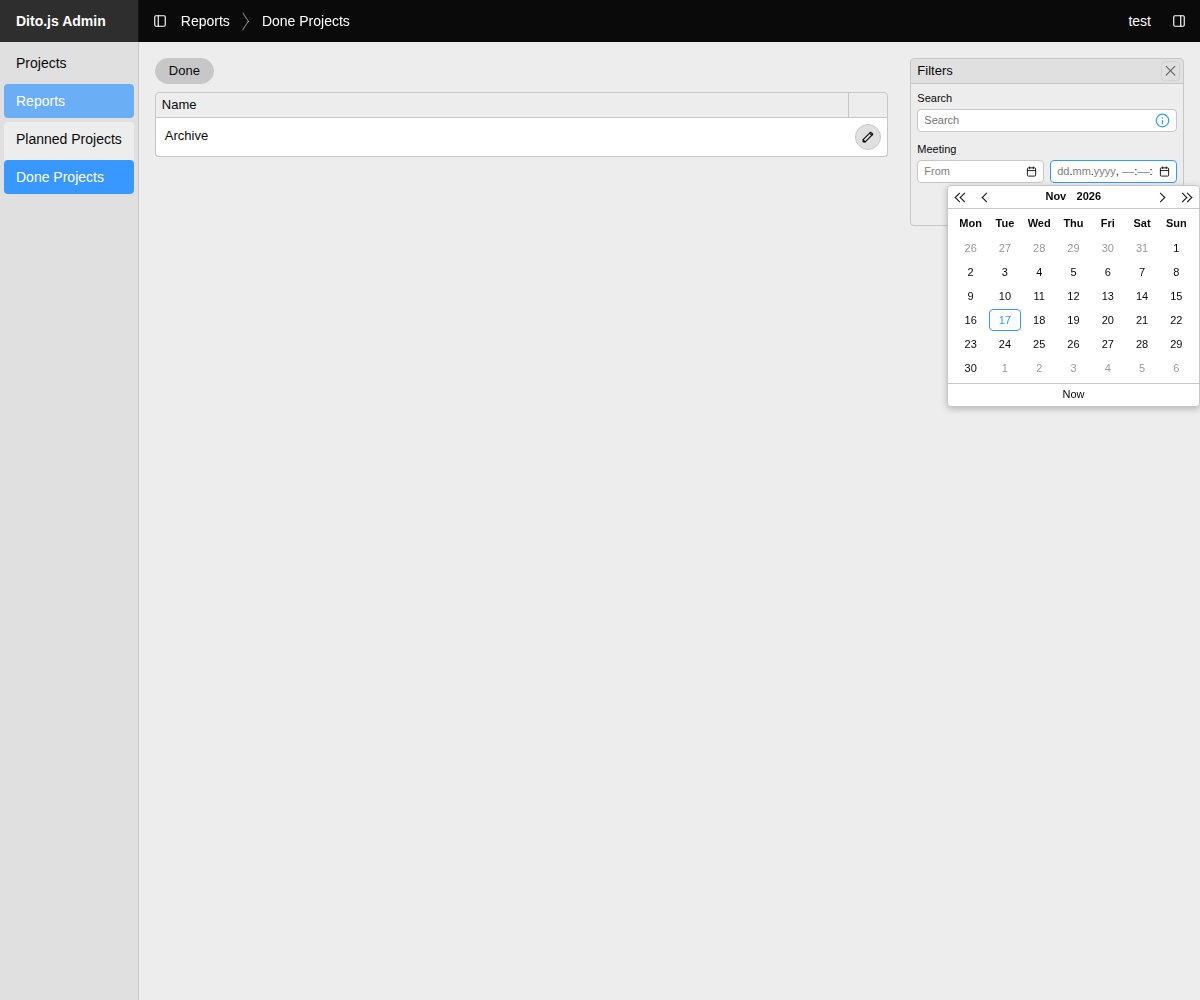 Dito.js Admin
Reports
Done Projects
test
Projects
Reports
Planned Projects
Done Projects
Done
Name
Archive
Filters
Search
Search
Meeting
From
dd.mm.yyyy, ––:––:
Nov 2026
Mon Tue Wed Thu Fri Sat Sun
26 27 28 29 30 31 1
2 3 4 5 6 7 8
9 10 11 12 13 14 15
16 17 18 19 20 21 22
23 24 25 26 27 28 29
30 1 2 3 4 5 6
Now